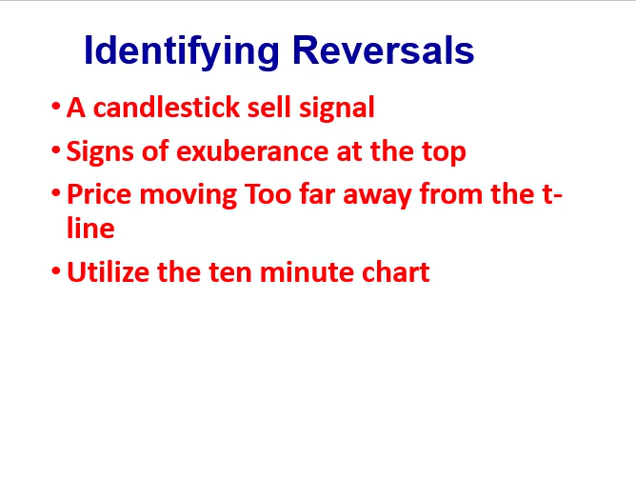 Identifying Reversals
• A candlestick sell signal
• Signs of exuberance at the top
• Price moving Too far away from the t-
line
• Utilize the ten minute chart